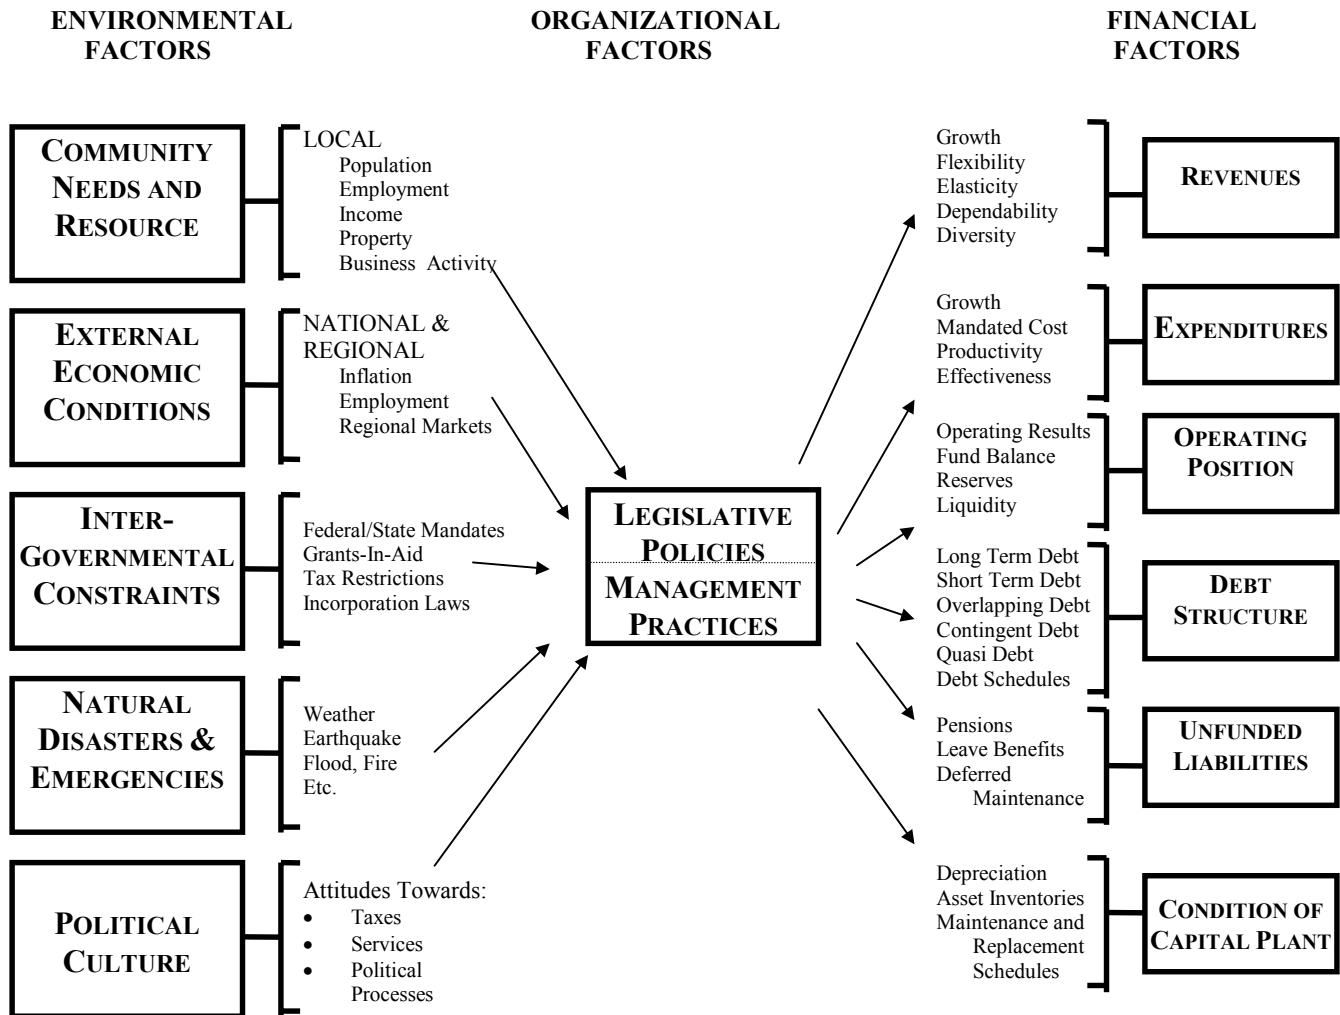 ENVIRONMENTAL
FACTORS
ORGANIZATIONAL
FACTORS
FINANCIAL
FACTORS
COMMUNITY
NEEDS AND
RESOURCE
LOCAL
Population
Employment
Income
Property
Business Activity
EXTERNAL
ECONOMIC
CONDITIONS
NATIONAL &
REGIONAL
Inflation
Employment
Regional Markets
INTER-
GOVERNMENTAL
CONSTRAINTS
Federal/State Mandates
Grants-In-Aid
Tax Restrictions
Incorporation Laws
NATURAL
DISASTERS &
EMERGENCIES
Weather
Earthquake
Flood, Fire
Etc.
POLITICAL
CULTURE
Attitudes Towards:
• Taxes
• Services
• Political
Processes
LEGISLATIVE
POLICIES
MANAGEMENT
PRACTICES
Growth
Flexibility
Elasticity
Dependability
Diversity
REVENUES
Growth
Mandated Cost
Productivity
Effectiveness
EXPENDITURES
Operating Results
Fund Balance
Reserves
Liquidity
OPERATING
POSITION
Long Term Debt
Short Term Debt
Overlapping Debt
Contingent Debt
Quasi Debt
Debt Schedules
DEBT
STRUCTURE
Pensions
Leave Benefits
Deferred
Maintenance
UNFUNDED
LIABILITIES
Depreciation
Asset Inventories
Maintenance and
Replacement
Schedules
CONDITION OF
CAPITAL PLANT